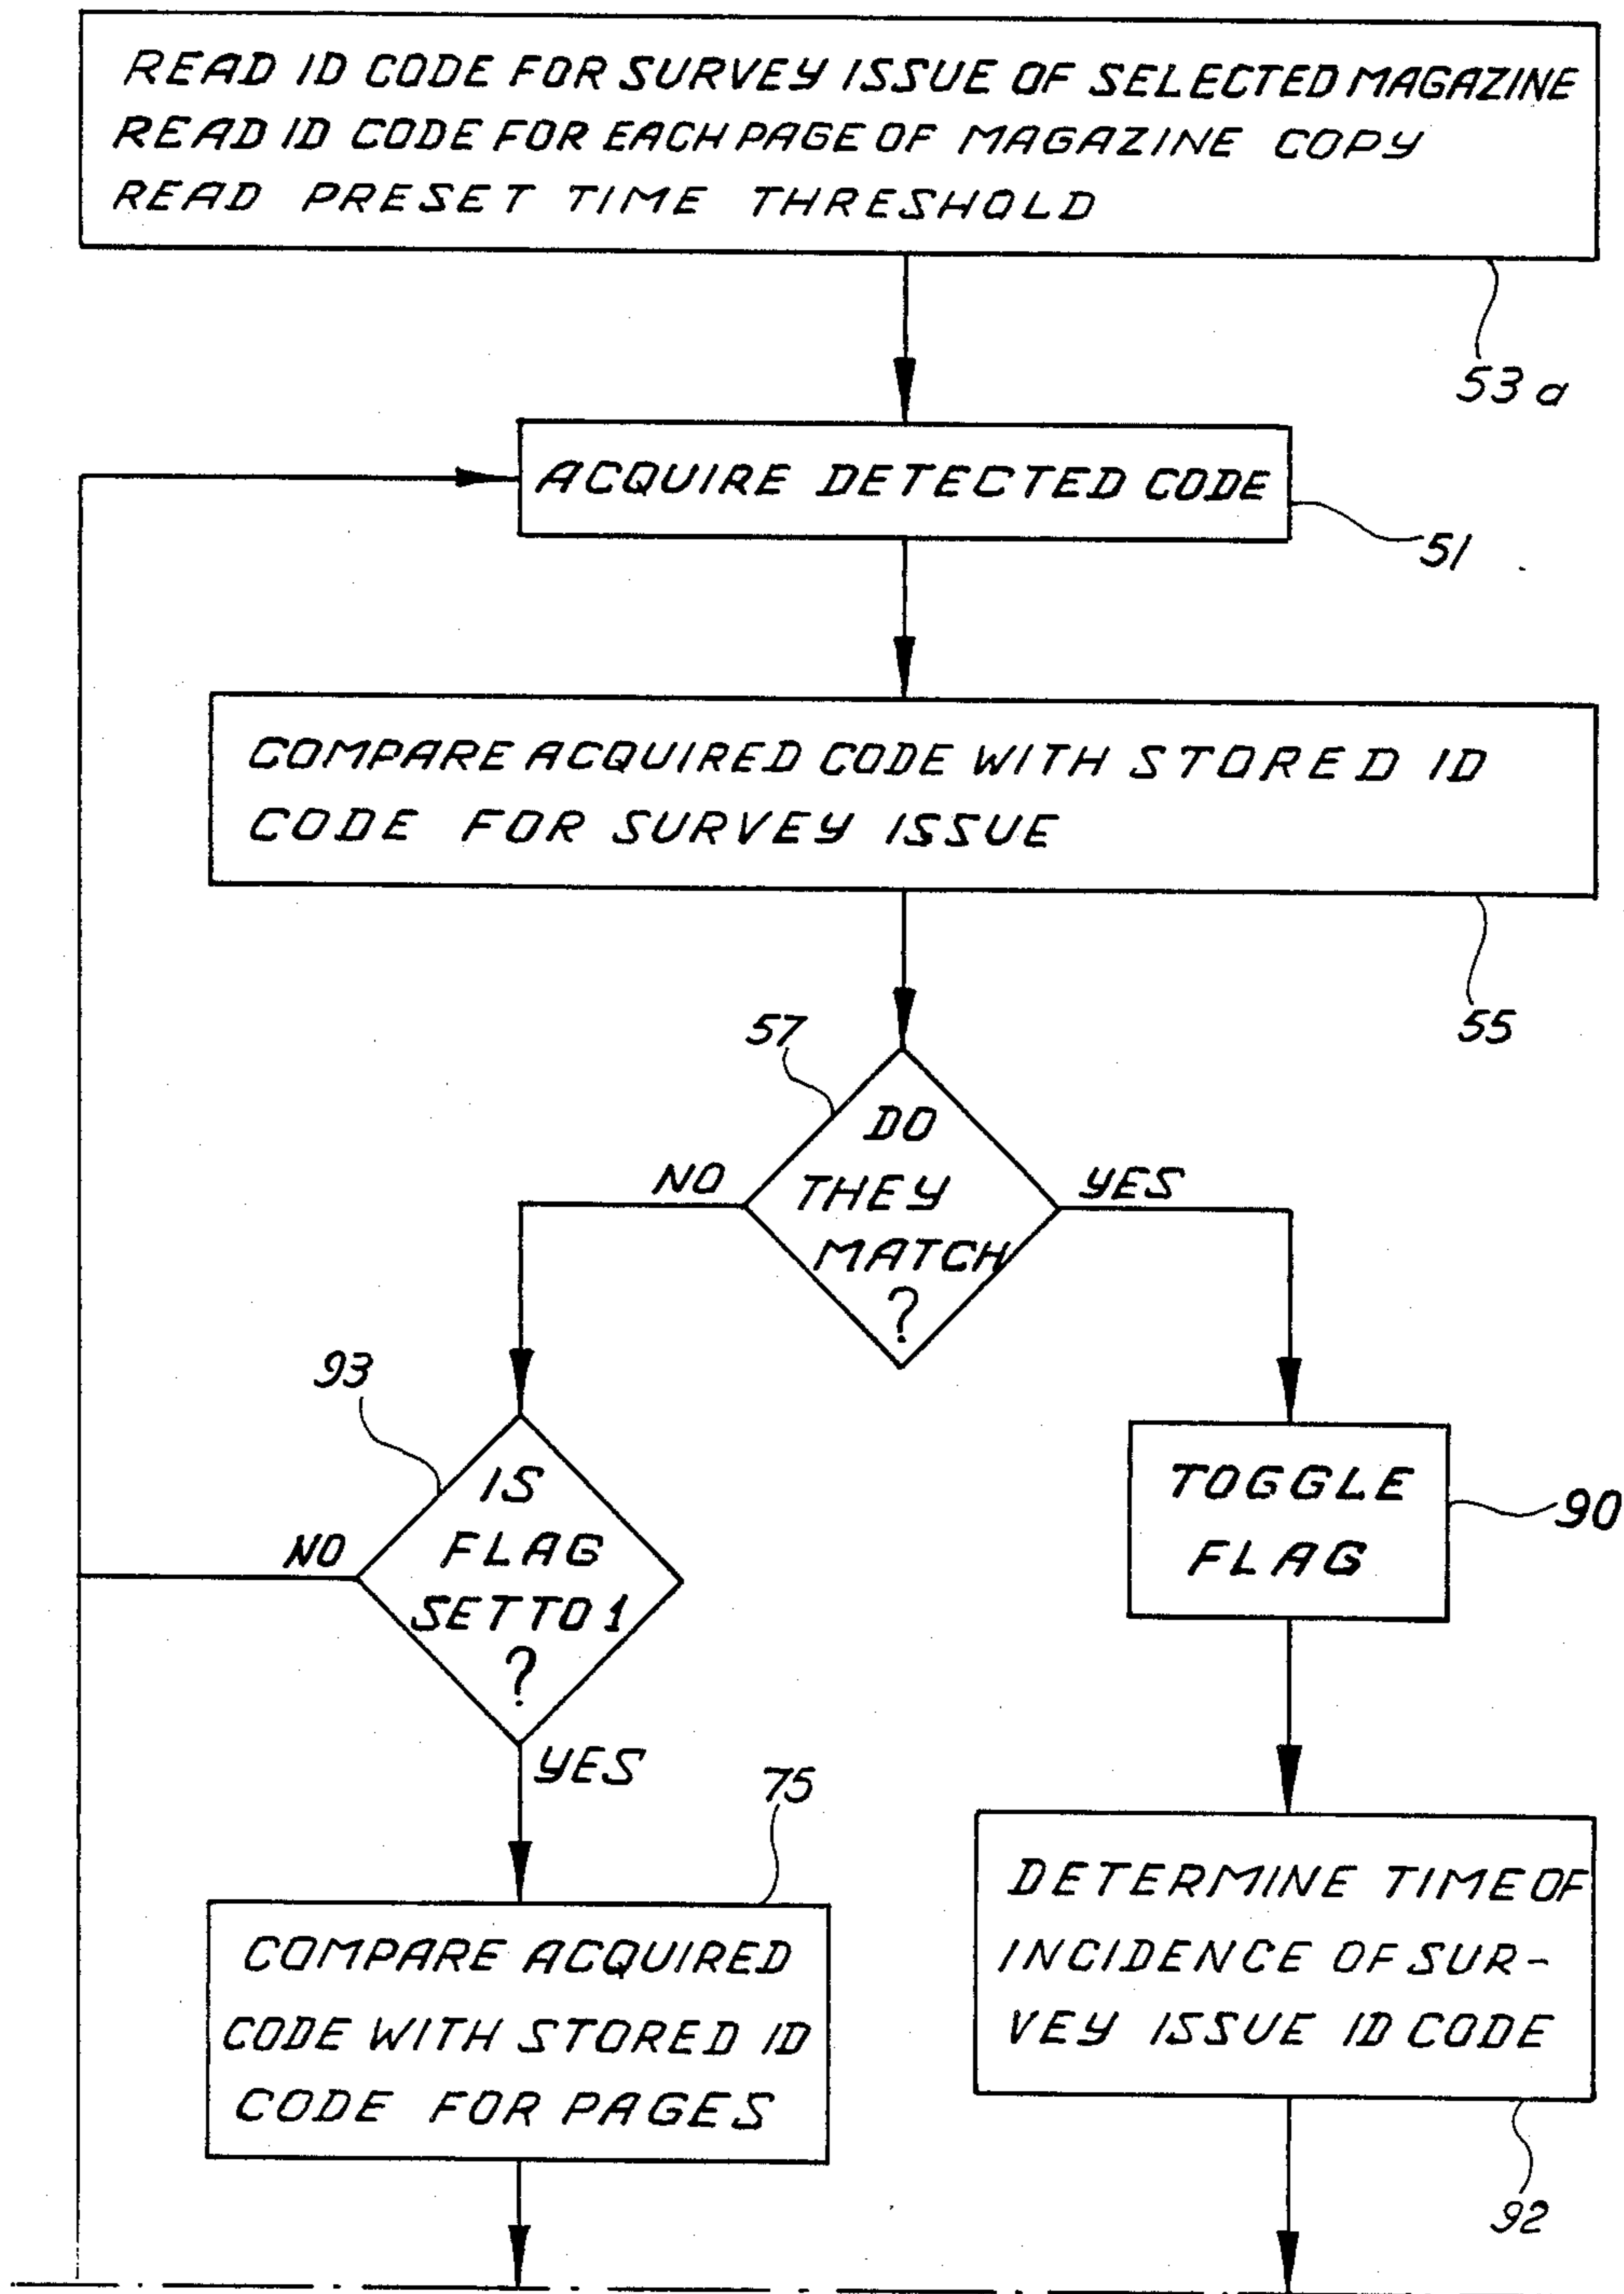 READ ID CODE FOR SURVEY ISSUE OF SELECTED MAGAZINE
READ ID CODE FOR EACH PAGE OF MAGAZINE COPY
READ PRESET TIME THRESHOLD
53a
ACQUIRE DETECTED CODE
51
COMPARE ACQUIRED CODE WITH STORED ID
CODE FOR SURVEY ISSUE
55
57
DO
THEY
MATCH
?
NO
YES
93
IS
FLAG
SET TO 1
?
NO
YES
TOGGLE
FLAG
90
75
COMPARE ACQUIRED
CODE WITH STORED ID
CODE FOR PAGES
DETERMINE TIME OF
INCIDENCE OF SUR-
VEY ISSUE ID CODE
92